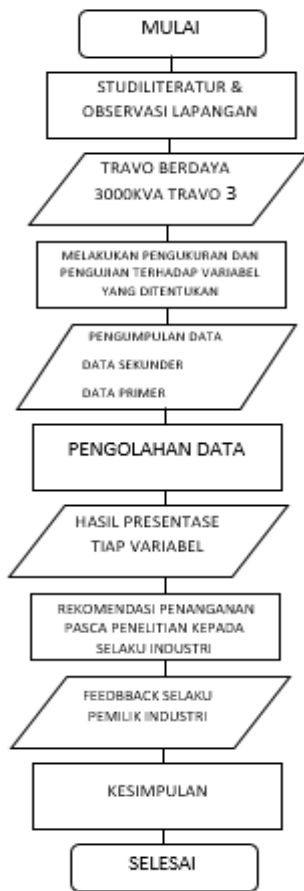 MULAI
STUDILITERATUR &
OBSERVASI LAPANGAN
TRAVO BERDAYA
3000KVA TRAVO 3
MELAKUKAN PENGUKURAN DAN
PENGUJIAN TERHADAP VARIABEL
YANG DITENTUKAN
PENGUMPULAN DATA
DATA SEKUNDER
DATA PRIMER
PENGOLAHAN DATA
HASIL PRESENTASE
TIAP VARIABEL
REKOMENDASI PENANGANAN
PASCA PENELITIAN KEPADA
SELAKU INDUSTRI
FEEDBBACK SELAKU
PEMILIK INDUSTRI
KESIMPULAN
SELESAI